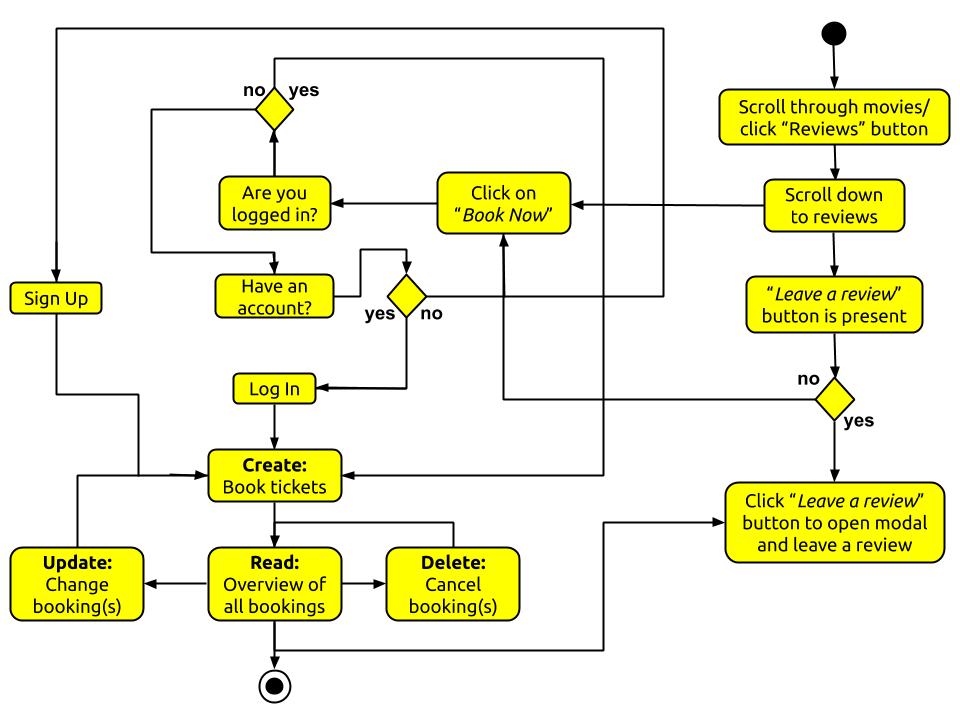 no
yes
Scroll through movies/
click “Reviews” button
Are you
logged in?
Click on
“Book Now”
Scroll down
to reviews
Sign Up
Have an
account?
yes
no
“Leave a review”
button is present
no
yes
Log In
Create:
Book tickets
Click “Leave a review”
button to open modal
and leave a review
Update:
Change
booking(s)
Read:
Overview of
all bookings
Delete:
Cancel
booking(s)